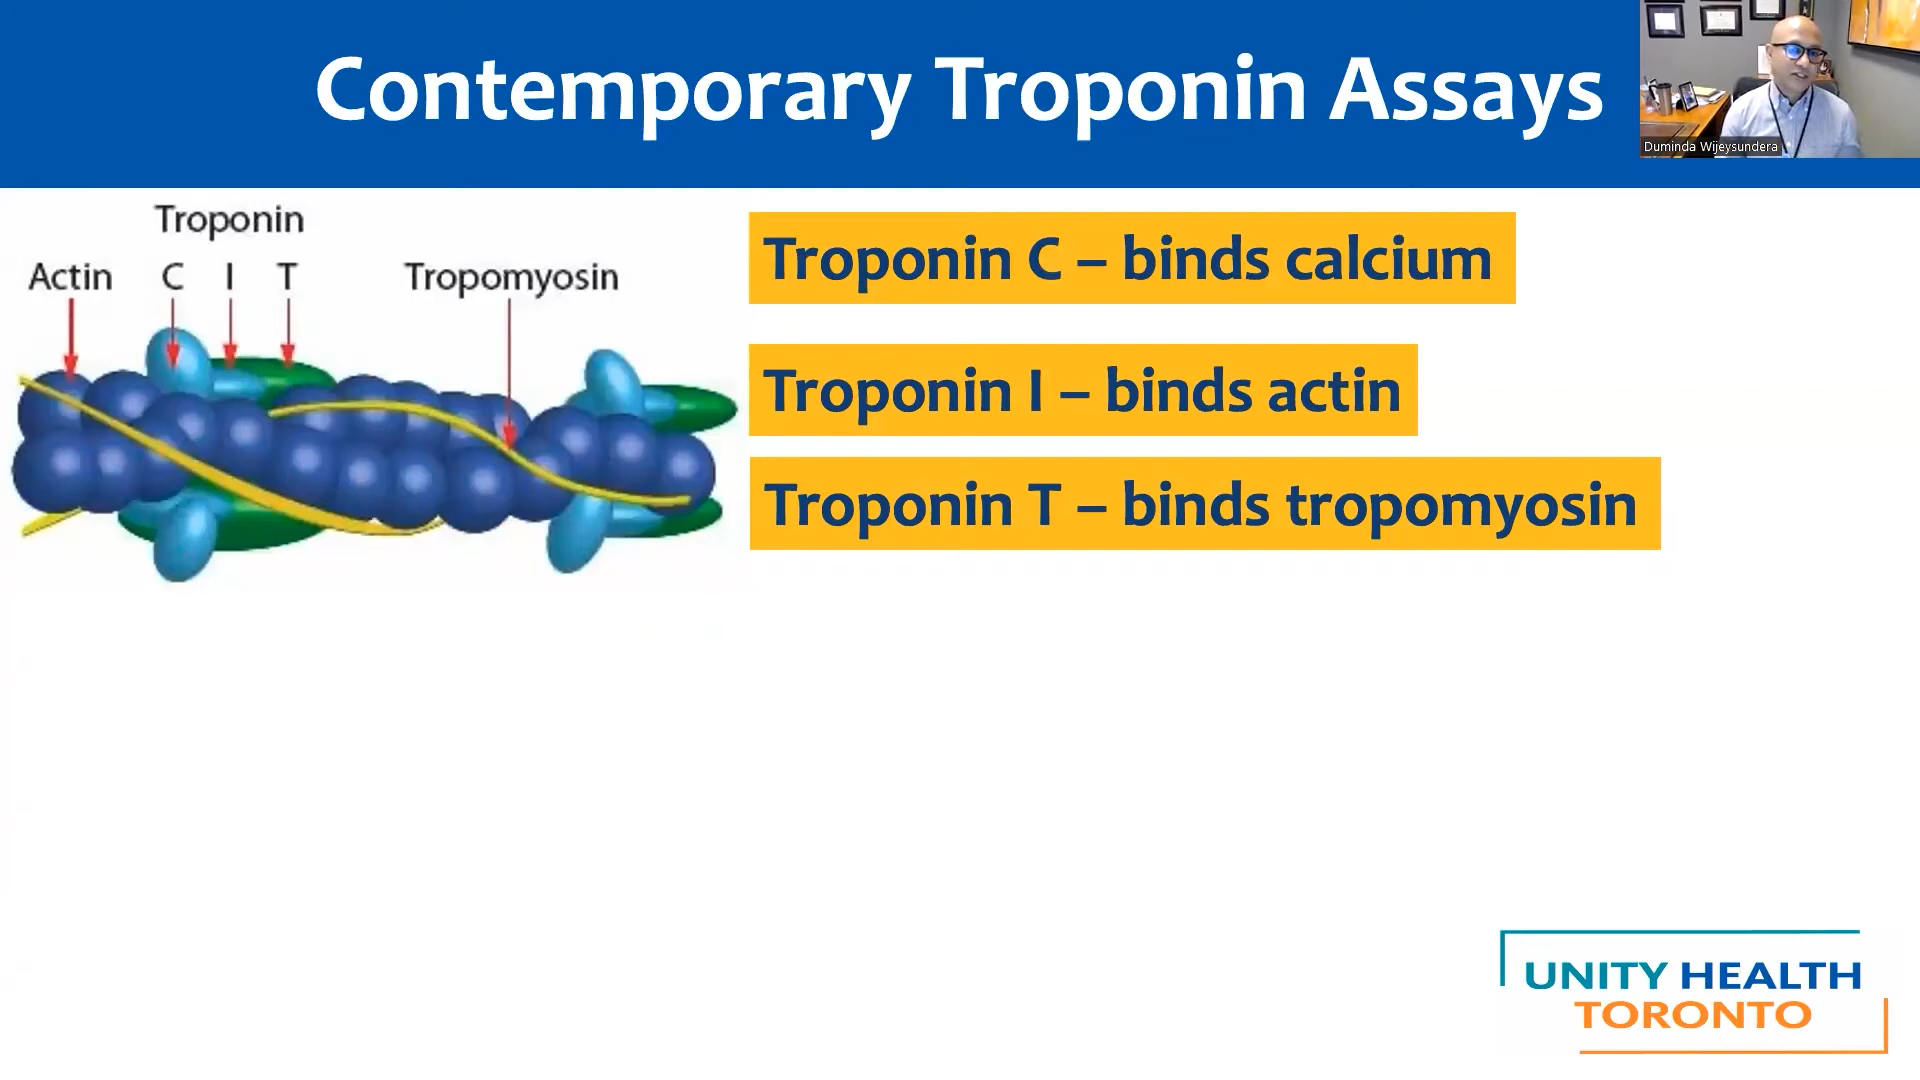 Contemporary Troponin Assays
Duminda Wijeysundera
Troponin
Actin C I T Tropomyosin
Troponin C – binds calcium
Troponin I – binds actin
Troponin T – binds tropomyosin
UNITY HEALTH
TORONTO